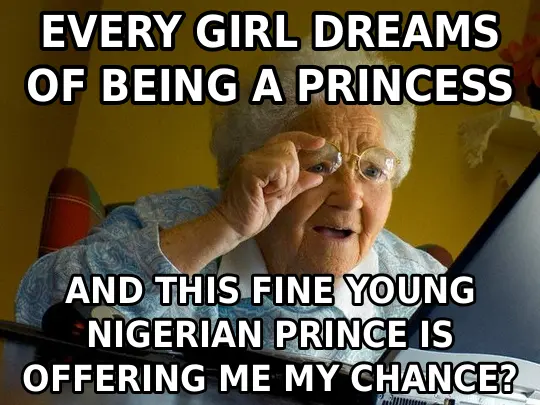 EVERY GIRL DREAMS
OF BEING A PRINCESS
AND THIS FINE YOUNG
NIGERIAN PRINCE IS
OFFERING ME MY CHANCE?